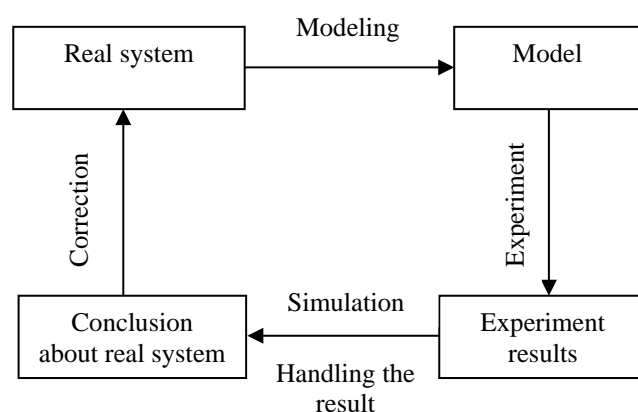 Modeling
Real system
Model
Correction
Experiment
Simulation
Conclusion
about real system
Experiment
results
Handling the
result